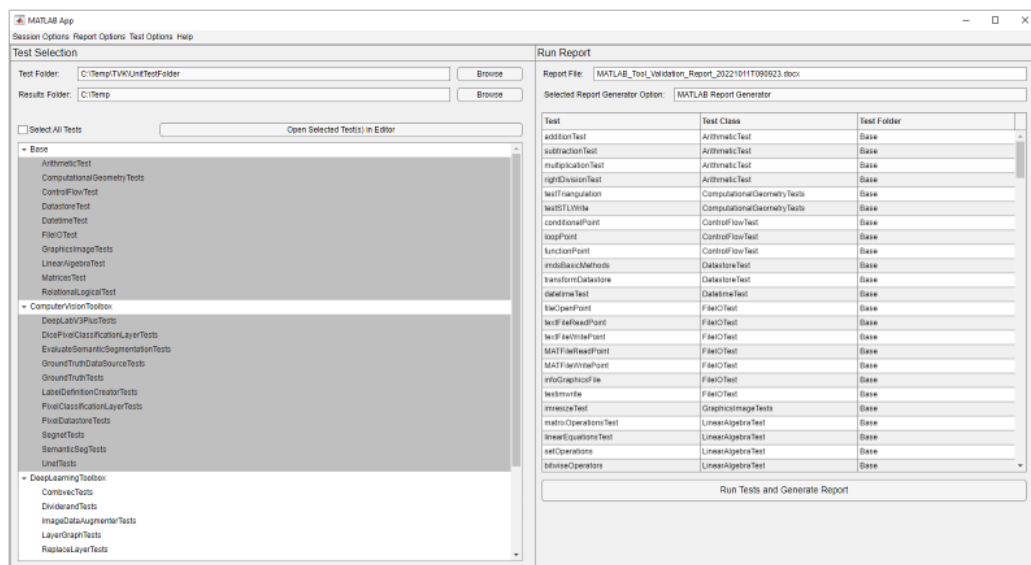 MATLAB App
Session Options Report Options Test Options Help
Test Selection
Test Folder: C:\Temp\TVK\UnitTestFolder Browse
Results Folder: C:\Temp Browse
Select All Tests Open Selected Test(s) in Editor
Base
ArithmeticTest
ComputationalGeometryTests
ControlFlowTest
DatastoreTest
DatetimeTest
FileIOTest
GraphicsImageTests
LinearAlgebraTest
MatricesTest
RelationalLogicalTest
ComputerVisionToolbox
DeepLabV3PlusTests
DicePixelClassificationLayerTests
EvaluateSemanticSegmentationTests
GroundTruthDataSourceTests
GroundTruthTests
LabelDefinitionCreatorTests
PixelClassificationLayerTests
PixelDatastoreTests
SegnetTests
SemanticSegTests
UnetTests
DeepLearningToolbox
CombvecTests
DividerandTests
ImageDataAugmenterTests
LayerGraphTests
ReplaceLayerTests
Run Report
Report File: MATLAB_Tool_Validation_Report_20221011T090923.docx
Selected Report Generator Option: MATLAB Report Generator
Test Test Class Test Folder
additionTest ArithmeticTest Base
subtractionTest ArithmeticTest Base
multiplicationTest ArithmeticTest Base
rightDivisionTest ArithmeticTest Base
testTriangulation ComputationalGeometryTests Base
testSTLWrite ComputationalGeometryTests Base
conditionalPoint ControlFlowTest Base
loopPoint ControlFlowTest Base
functionPoint ControlFlowTest Base
imdsBasicMethods DatastoreTest Base
transformDatastore DatastoreTest Base
datetimeTest DatetimeTest Base
fileOpenPoint FileIOTest Base
textFileReadPoint FileIOTest Base
textFileWritePoint FileIOTest Base
MATFileReadPoint FileIOTest Base
MATFileWritePoint FileIOTest Base
infoGraphicsFile FileIOTest Base
testimwrite FileIOTest Base
imresizeTest GraphicsImageTests Base
matrixOperationsTest LinearAlgebraTest Base
linearEquationsTest LinearAlgebraTest Base
setOperations LinearAlgebraTest Base
bitwiseOperators LinearAlgebraTest Base
Run Tests and Generate Report